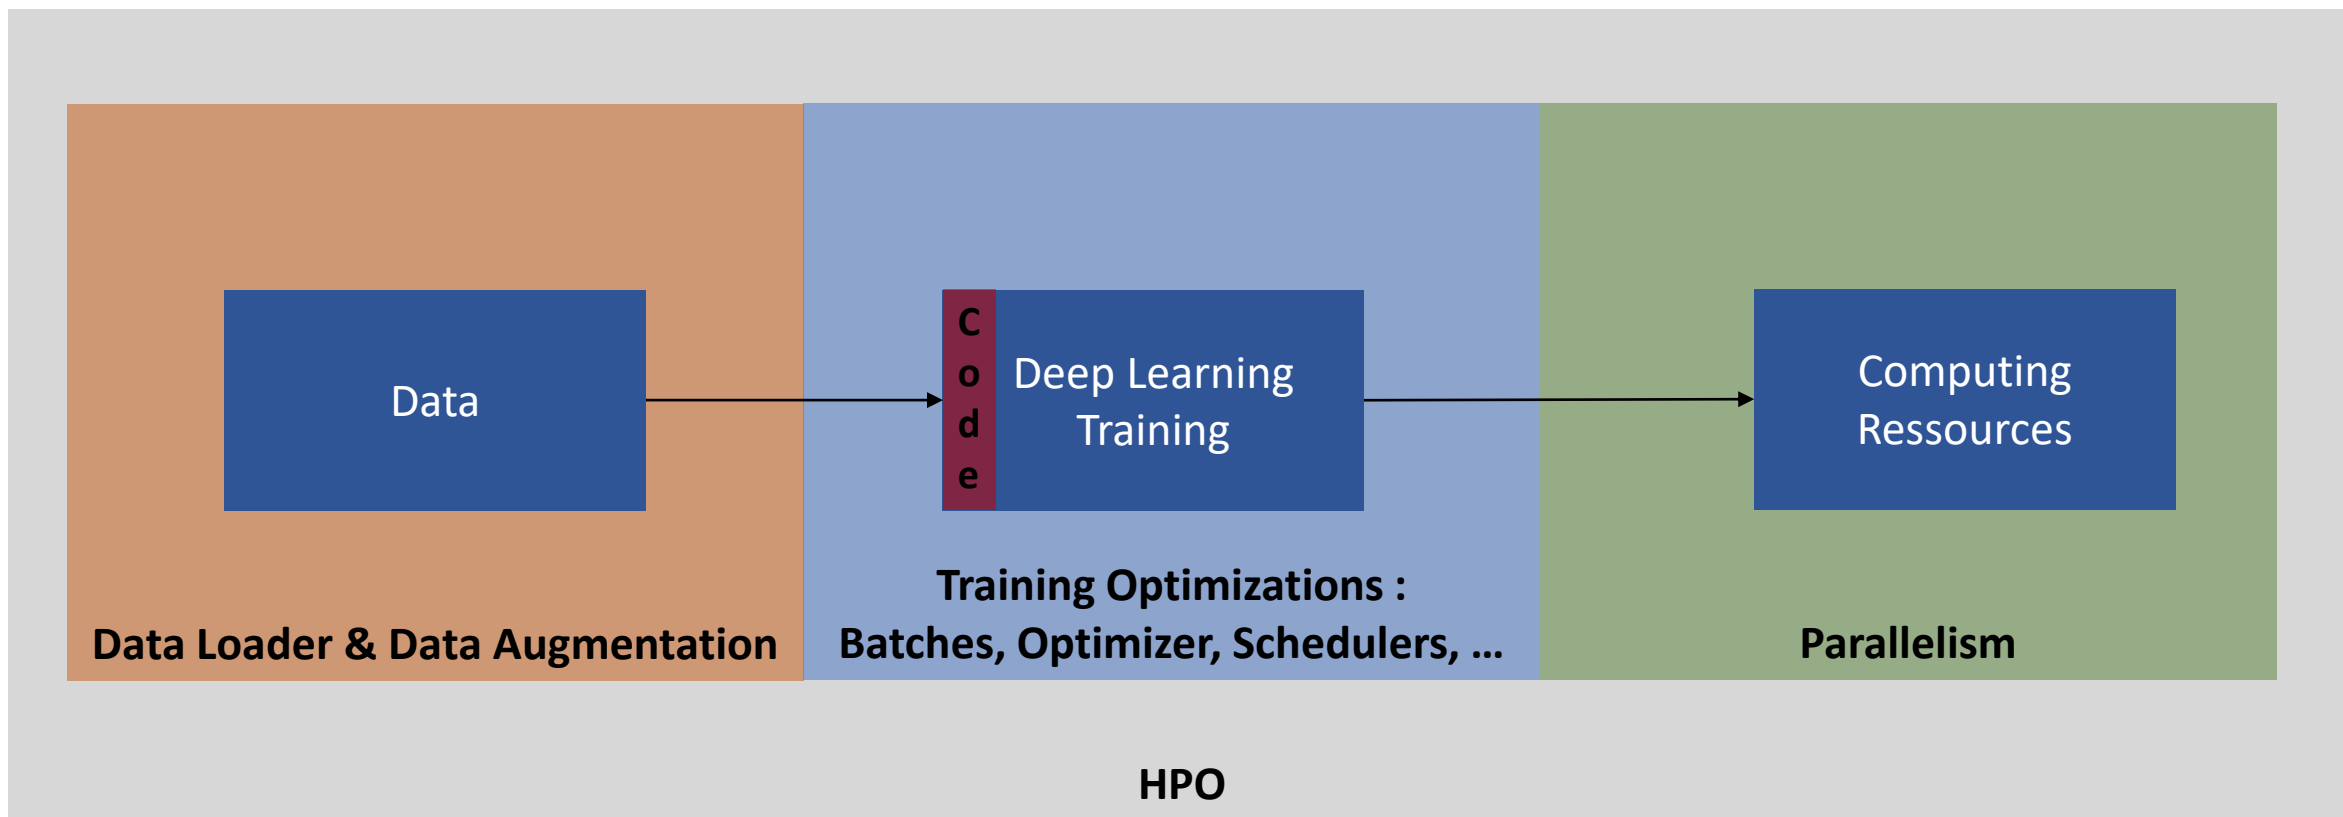 Data
C
o
d
e
Deep Learning
Training
Computing
Ressources
Data Loader & Data Augmentation
Training Optimizations :
Batches, Optimizer, Schedulers, ...
Parallelism
HPO